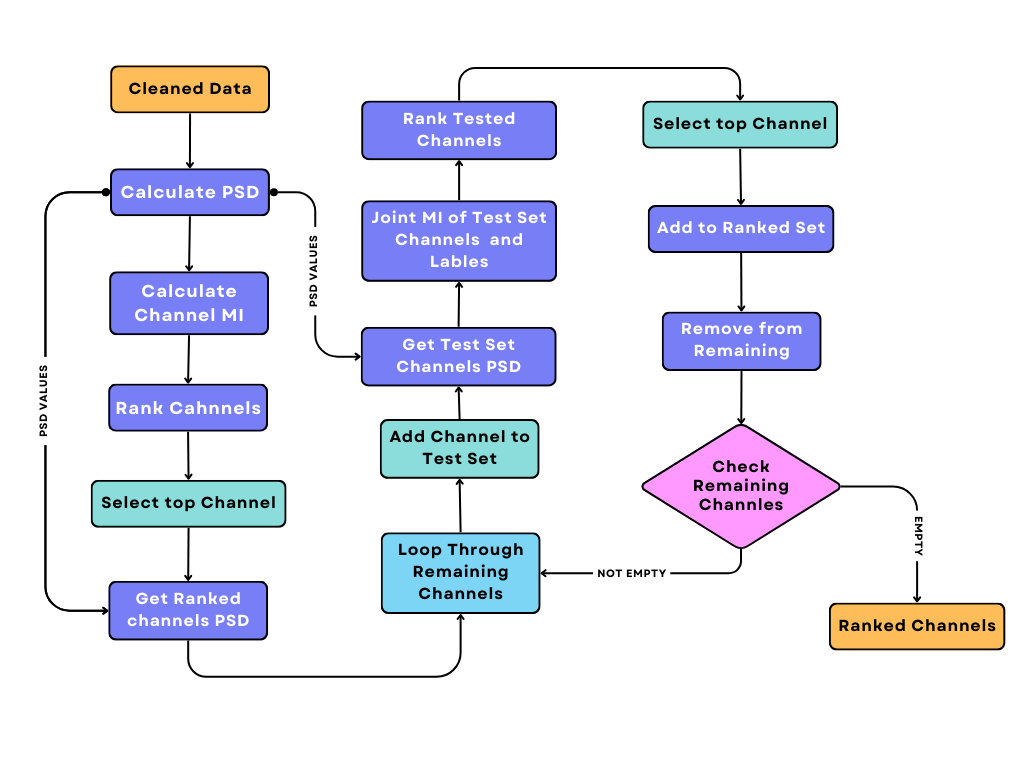 Cleaned Data
Calculate PSD
Calculate
Channel MI
Rank Cahnnels
Select top Channel
Get Ranked
channels PSD
PSD VALUES
PSD VALUES
Rank Tested
Channels
Joint MI of Test Set
Channels and
Lables
Get Test Set
Channels PSD
Add Channel to
Test Set
Loop Through
Remaining
Channels
Select top Channel
Add to Ranked Set
Remove from
Remaining
Check
Remaining
Channles
NOT EMPTY
EMPTY
Ranked Channels